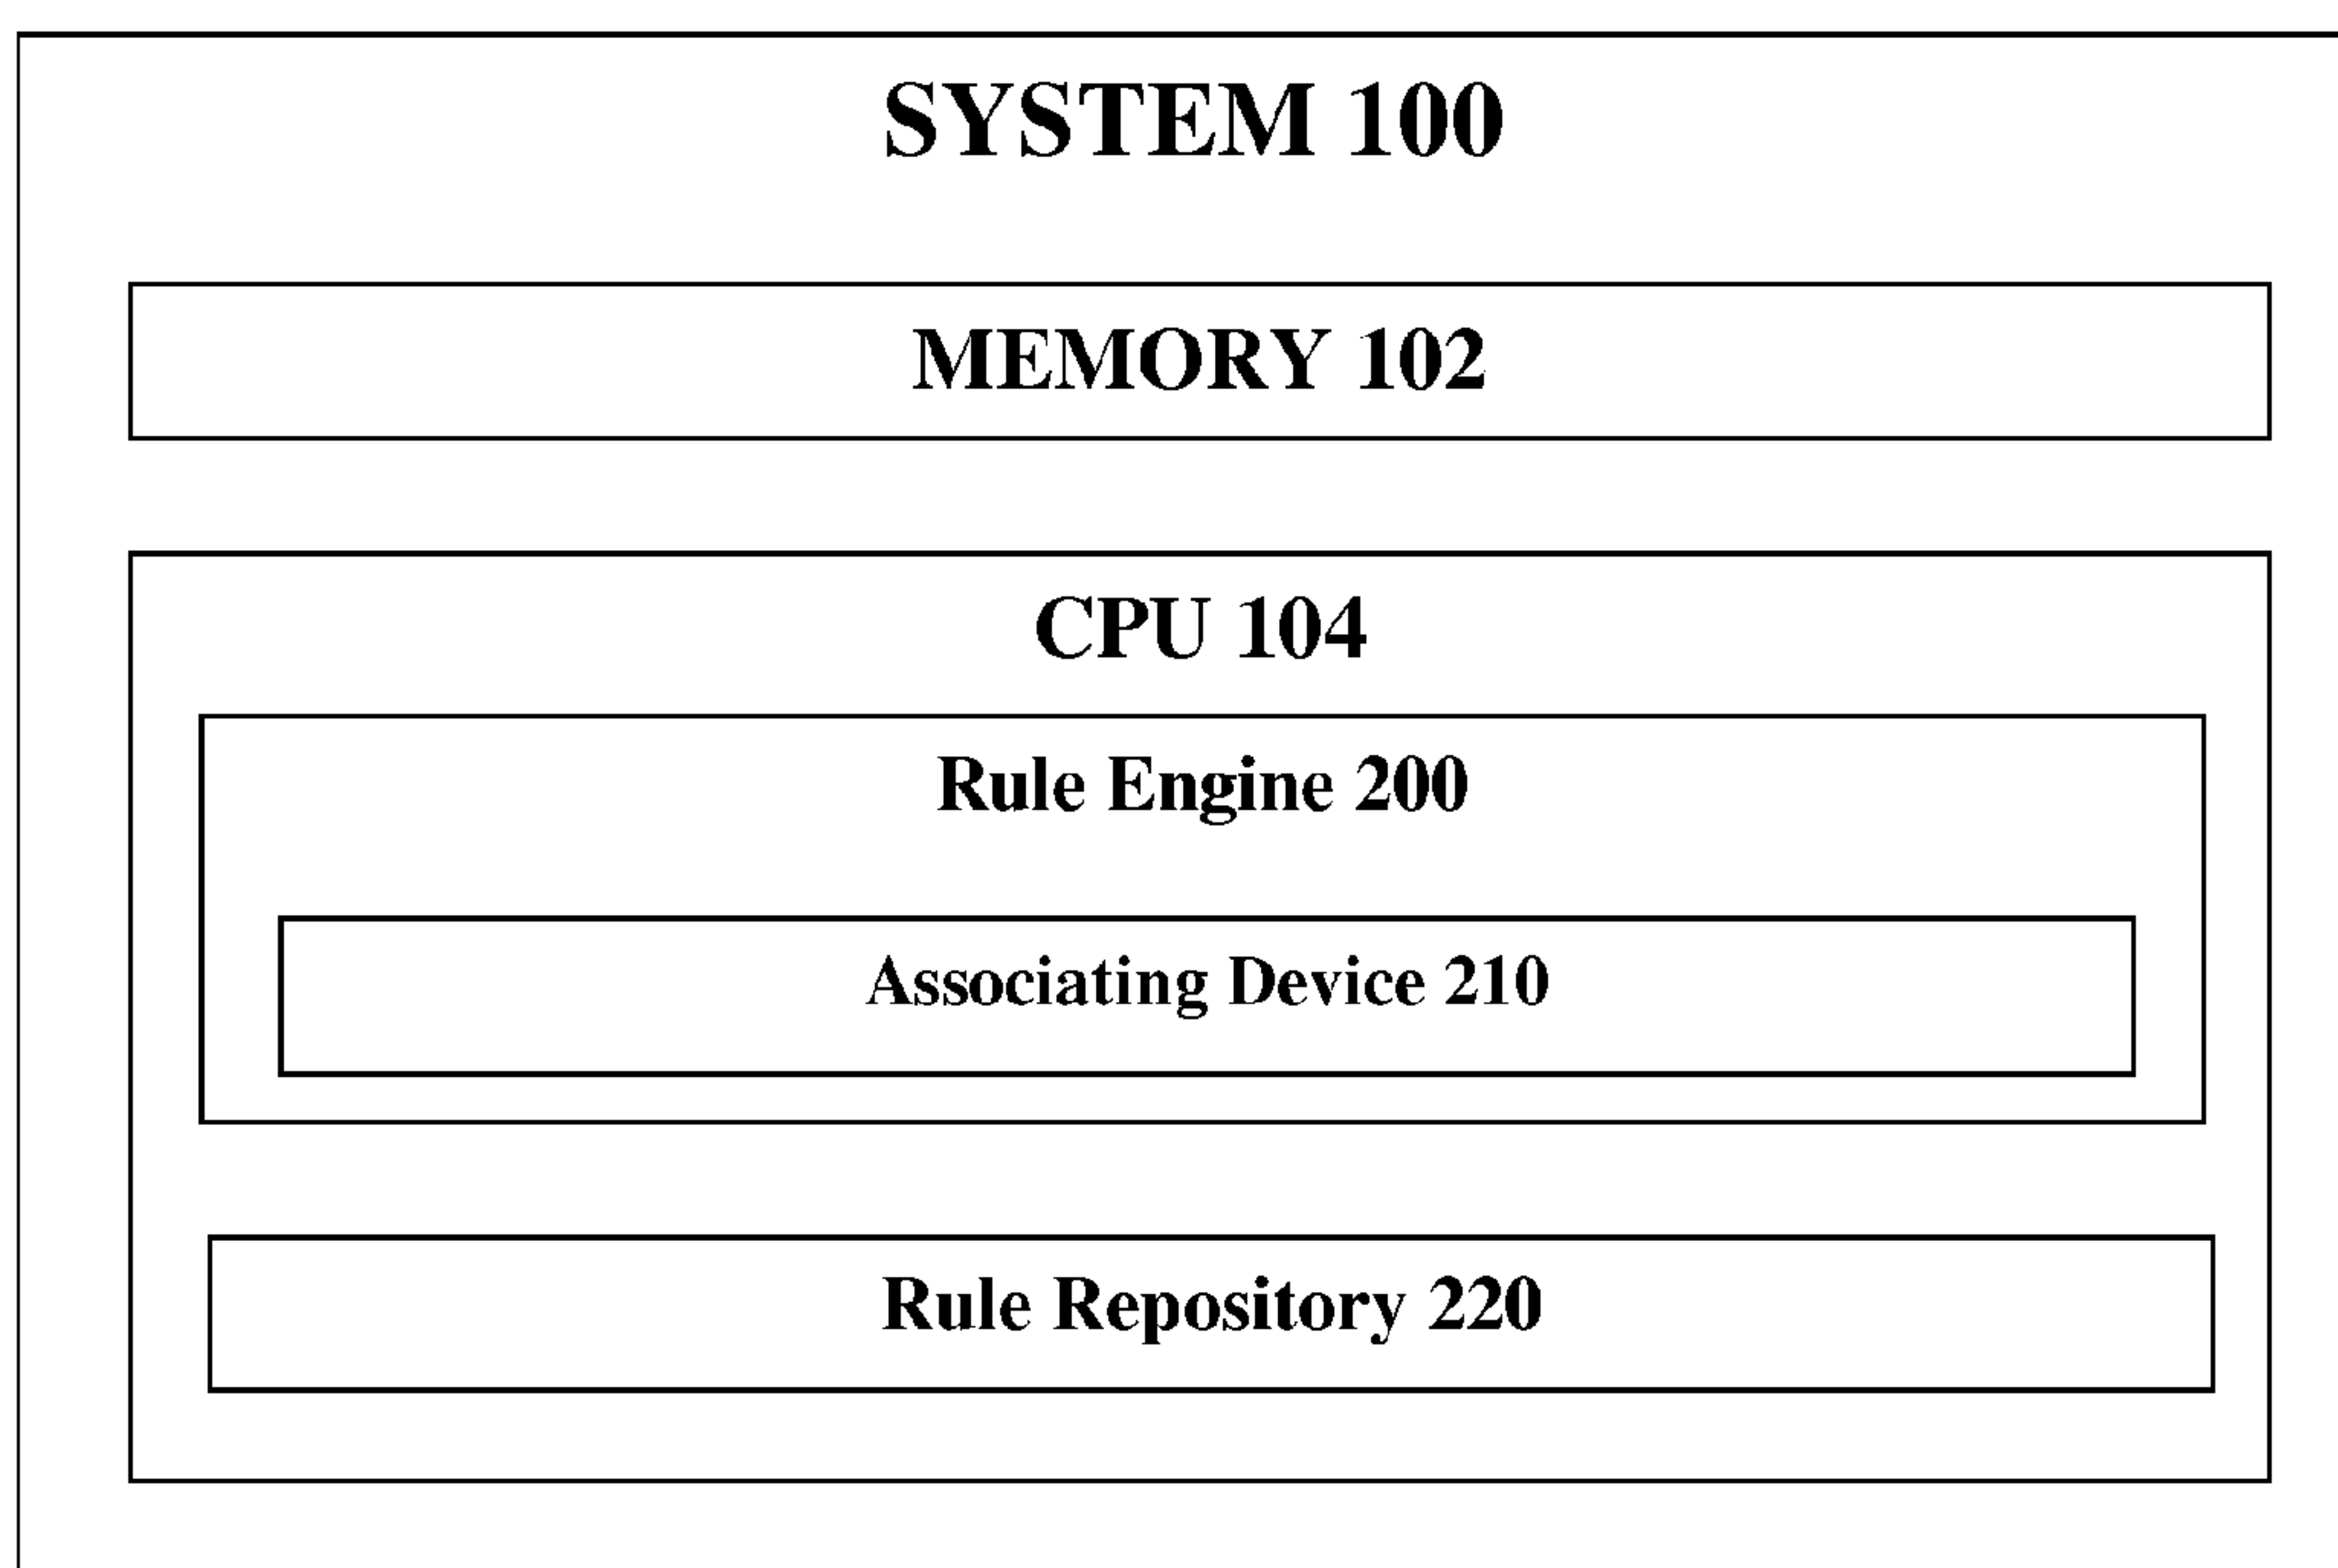 SYSTEM 100
MEMORY 102
CPU 104
Rule Engine 200
Associating Device 210
Rule Repository 220